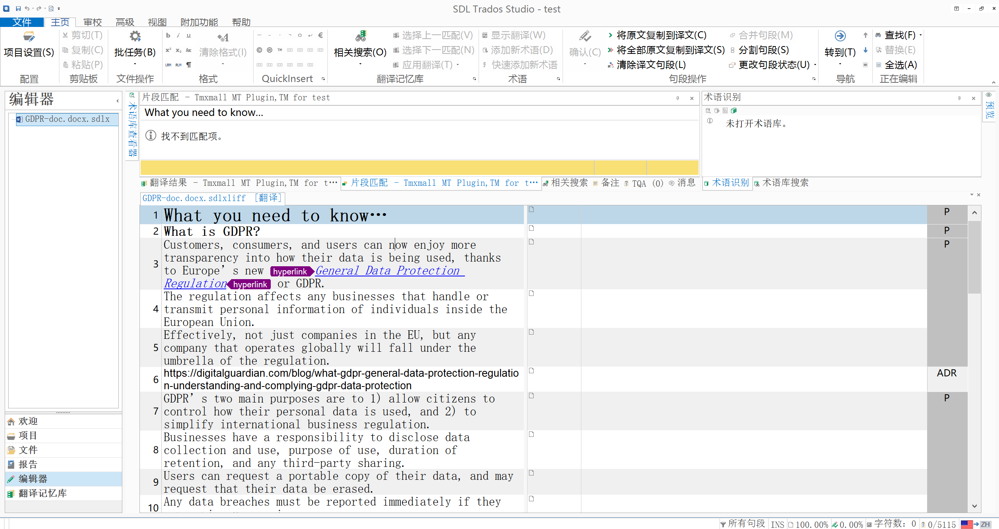 SDL Trados Studio - test
文件 主页 审校 高级 视图 附加功能 帮助
项目设置(S) 剪切(T) 批任务(B) b i u 清除格式(I) 相关搜索(O) 选择上一匹配(V) 显示翻译(W) 确认(C) 将原文复制到译文(C) 合并句段(M) 转到(T) 查找(F)
复制(C) x² x₂ Abc © ® TM 选择下一匹配(N) 添加新术语(D) 将全部原文复制到译文(S) 分割句段(S) 替换(E)
粘贴(P) LRM RLM ¶ 应用翻译(T) 快速添加新术语 清除译文句段(L) 更改句段状态(U) 全选(A)
配置 剪贴板 文件操作 格式 QuickInsert 翻译记忆库 术语 句段操作 导航 正在编辑
编辑器
GDPR-doc.docx.sdlx
欢迎
项目
文件
报告
编辑器
翻译记忆库
术语库查看器
片段匹配 - Tmxmall MT Plugin,TM for test
What you need to know...
找不到匹配项。
术语识别
未打开术语库。
预览
翻译结果 - Tmxmall MT Plugin,TM for t… 片段匹配 - Tmxmall MT Plugin,TM for t… 相关搜索 备注 TQA (0) 消息
术语识别 术语库搜索
GDPR-doc.docx.sdlxliff [翻译]
1 What you need to know… P
2 What is GDPR? P
3 Customers, consumers, and users can now enjoy more P
transparency into how their data is being used, thanks
to Europe’s new hyperlink General Data Protection
Regulation hyperlink or GDPR.
4 The regulation affects any businesses that handle or
transmit personal information of individuals inside the
European Union.
5 Effectively, not just companies in the EU, but any
company that operates globally will fall under the
umbrella of the regulation.
6 https://digitalguardian.com/blog/what-gdpr-general-data-protection-regulatio ADR
n-understanding-and-complying-gdpr-data-protection
7 GDPR’s two main purposes are to 1) allow citizens to P
control how their personal data is used, and 2) to
simplify international business regulation.
8 Businesses have a responsibility to disclose data
collection and use, purpose of use, duration of
retention, and any third-party sharing.
9 Users can request a portable copy of their data, and may
request that their data be erased.
10 Any data breaches must be reported immediately if they
所有句段 INS 100.00% 0.00% 字符数: 0 0/5115 ZH